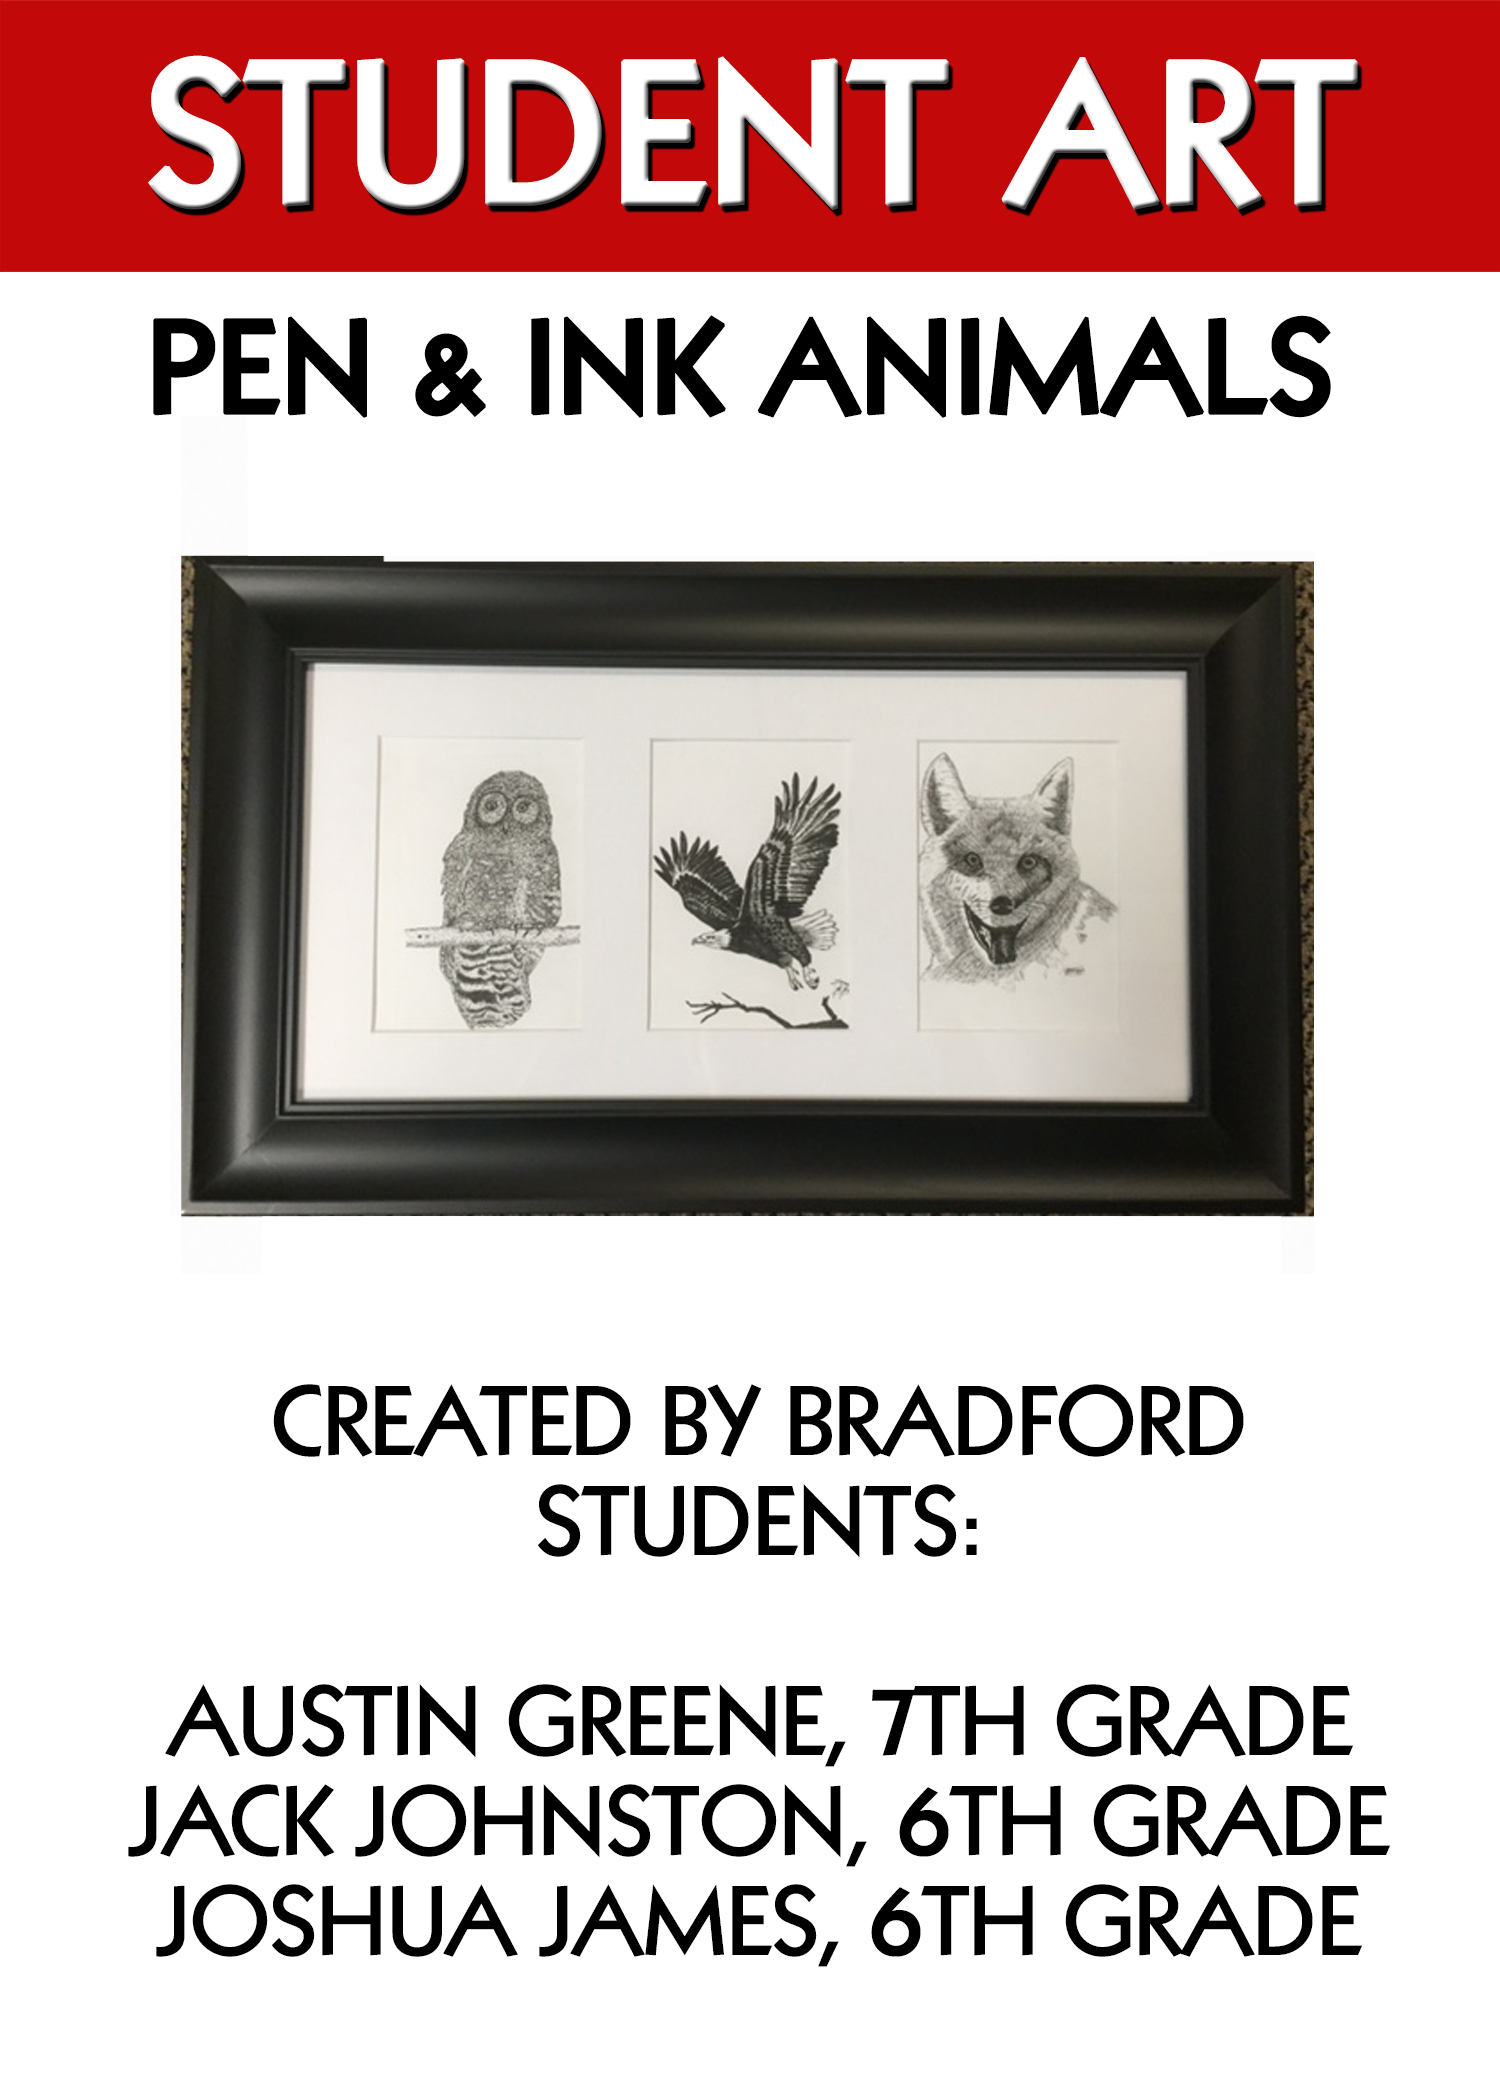 STUDENT ART
PEN & INK ANIMALS
CREATED BY BRADFORD
STUDENTS:
AUSTIN GREENE, 7TH GRADE
JACK JOHNSTON, 6TH GRADE
JOSHUA JAMES, 6TH GRADE